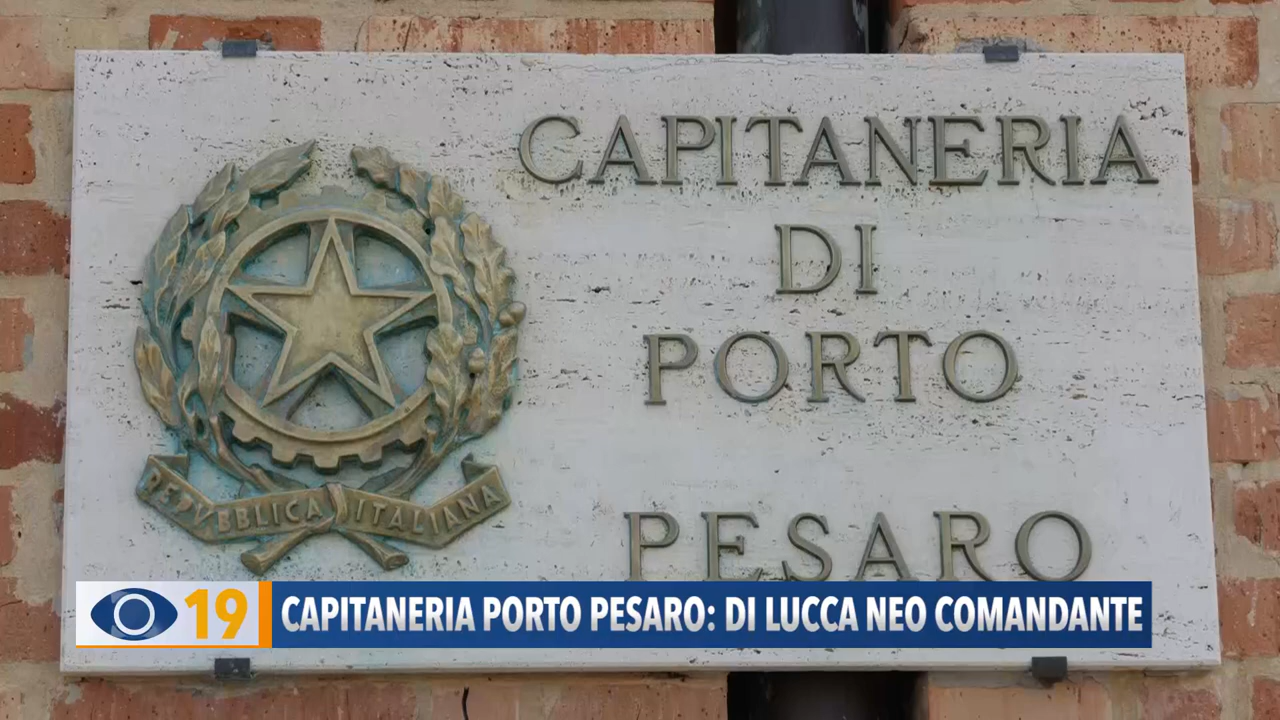 CAPITANERIA
DI
PORTO
PESARO
REPVBBLICA ITALIANA
19
CAPITANERIA PORTO PESARO: DI LUCCA NEO COMANDANTE